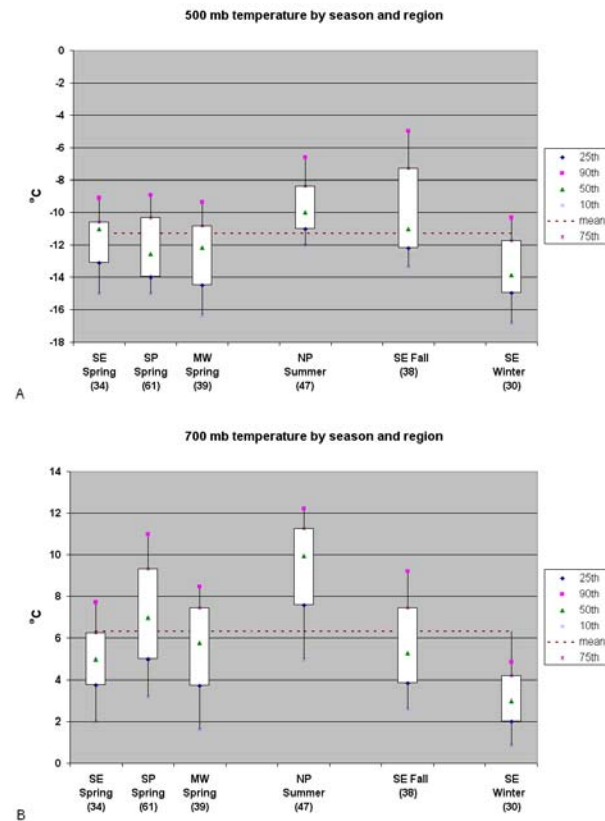 500 mb temperature by season and region
0
-2
-4
-6
-8
-10
-12
-14
-16
-18
°C
SE
Spring
(34)
SP
Spring
(61)
MW
Spring
(39)
NP
Summer
(47)
SE Fall
(38)
SE
Winter
(30)
25th
90th
50th
10th
mean
75th
A
700 mb temperature by season and region
14
12
10
8
6
4
2
0
°C
SE
Spring
(34)
SP
Spring
(61)
MW
Spring
(39)
NP
Summer
(47)
SE Fall
(38)
SE
Winter
(30)
25th
90th
50th
10th
mean
75th
B